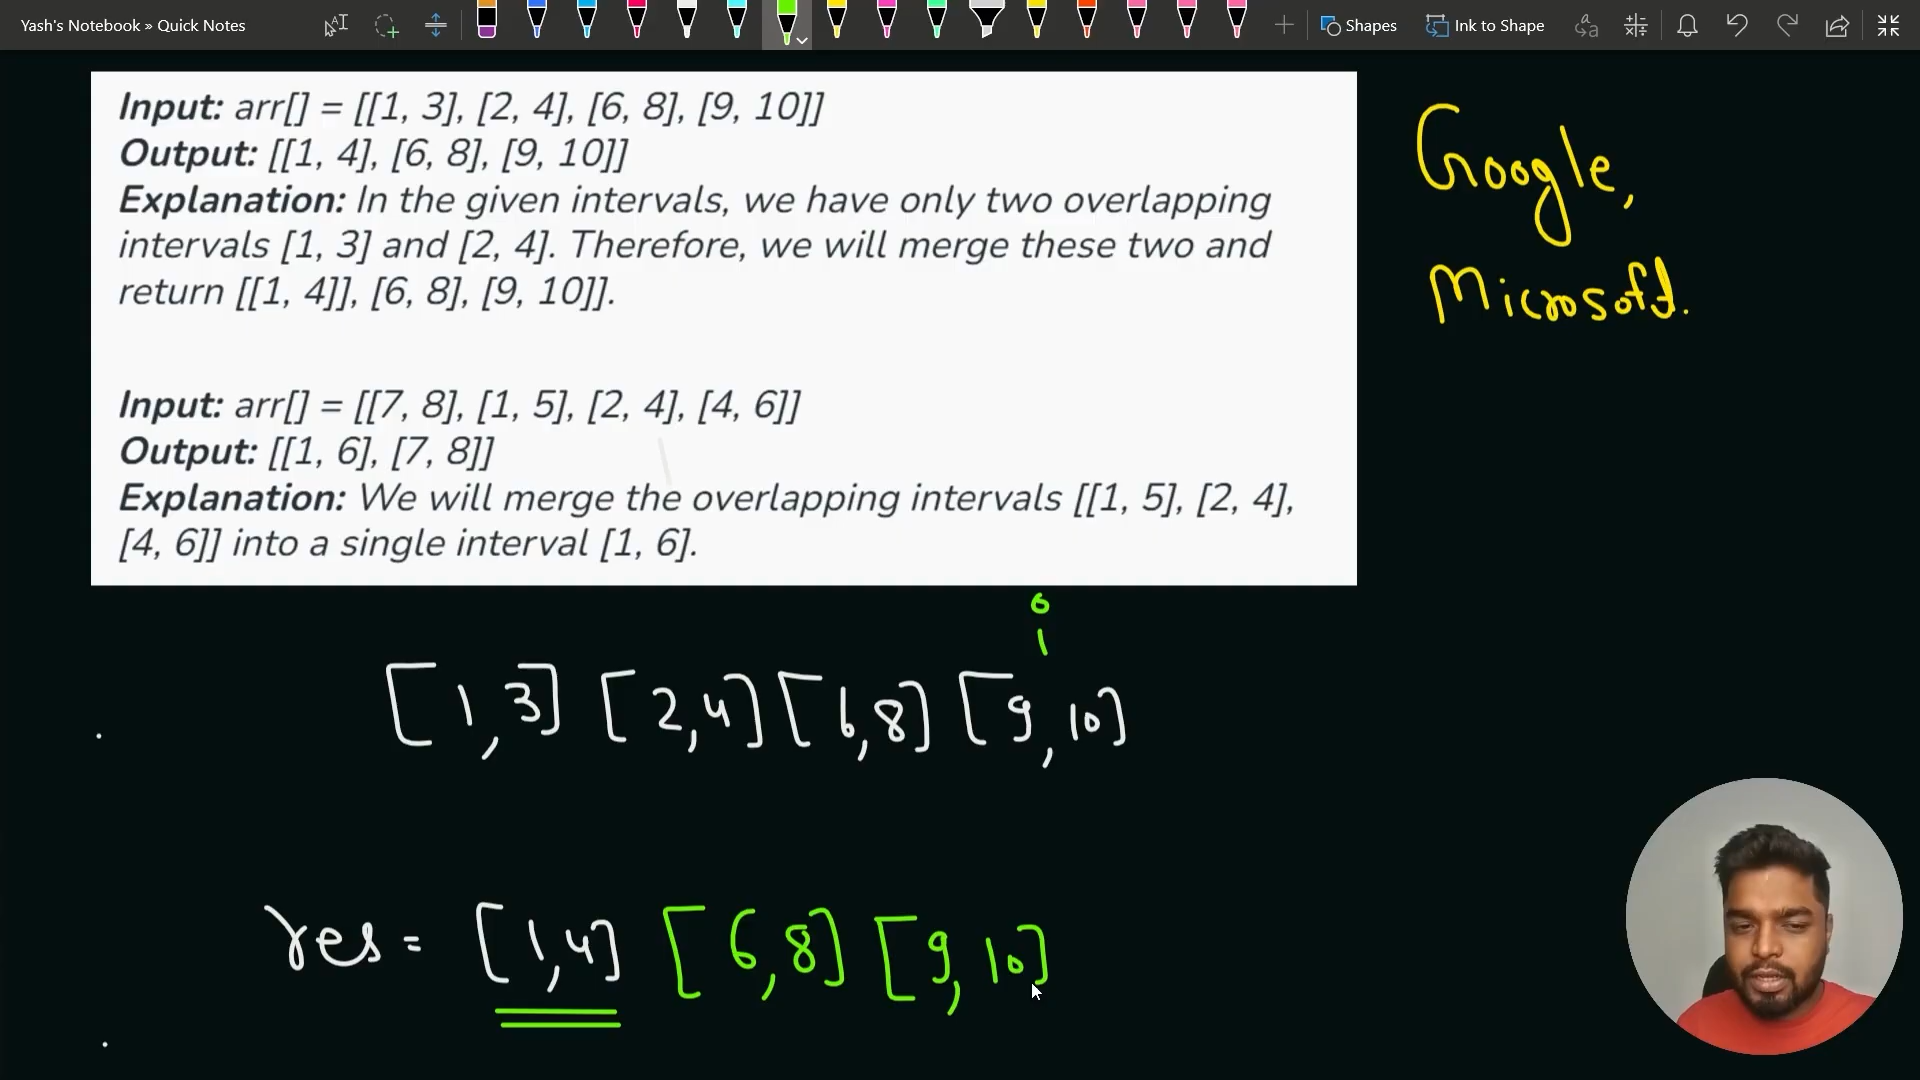 Yash's Notebook » Quick Notes
Shapes
Ink to Shape
Input: arr[] = [[1, 3], [2, 4], [6, 8], [9, 10]]
Output: [[1, 4], [6, 8], [9, 10]]
Explanation: In the given intervals, we have only two overlapping
intervals [1, 3] and [2, 4]. Therefore, we will merge these two and
return [[1, 4]], [6, 8], [9, 10]].
Input: arr[] = [[7, 8], [1, 5], [2, 4], [4, 6]]
Output: [[1, 6], [7, 8]]
Explanation: We will merge the overlapping intervals [[1, 5], [2, 4],
[4, 6]] into a single interval [1, 6].
Google,
Microsoft.
[1,3] [2,4] [6,8] [9,10]
res = [1,4] [6,8] [9,10]